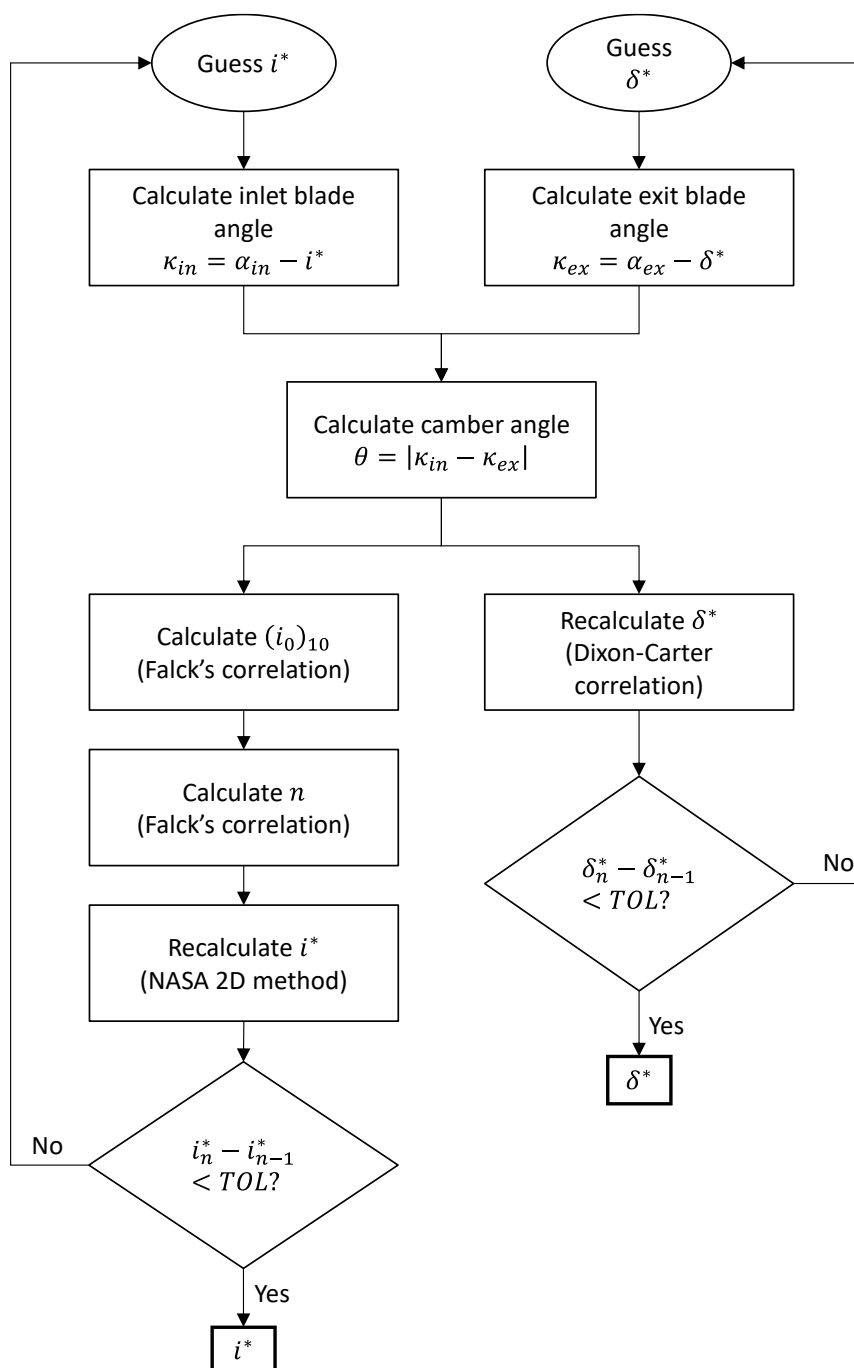 Guess i*
Guess
δ*
Calculate inlet blade
angle
κ_in = α_in − i*
Calculate exit blade
angle
κ_ex = α_ex − δ*
Calculate camber angle
θ = |κ_in − κ_ex|
Calculate (i_0)_10
(Falck’s correlation)
Recalculate δ*
(Dixon-Carter
correlation)
Calculate n
(Falck’s correlation)
δ*_n − δ*_{n−1}
< TOL?
No
Recalculate i*
(NASA 2D method)
Yes
δ*
No
i*_n − i*_{n−1}
< TOL?
Yes
i*